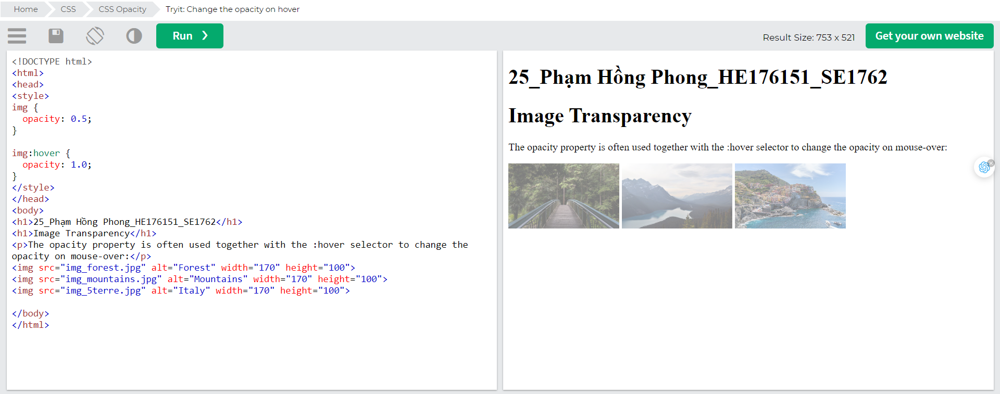 Home CSS CSS Opacity Tryit: Change the opacity on hover
Run ❯ Result Size: 753 x 521 Get your own website
<!DOCTYPE html>
<html>
<head>
<style>
img {
  opacity: 0.5;
}

img:hover {
  opacity: 1.0;
}
</style>
</head>
<body>
<h1>25_Phạm Hồng Phong_HE176151_SE1762</h1>
<h1>Image Transparency</h1>
<p>The opacity property is often used together with the :hover selector to change the
opacity on mouse-over:</p>
<img src="img_forest.jpg" alt="Forest" width="170" height="100">
<img src="img_mountains.jpg" alt="Mountains" width="170" height="100">
<img src="img_5terre.jpg" alt="Italy" width="170" height="100">

</body>
</html>
25_Phạm Hồng Phong_HE176151_SE1762
Image Transparency
The opacity property is often used together with the :hover selector to change the opacity on mouse-over: